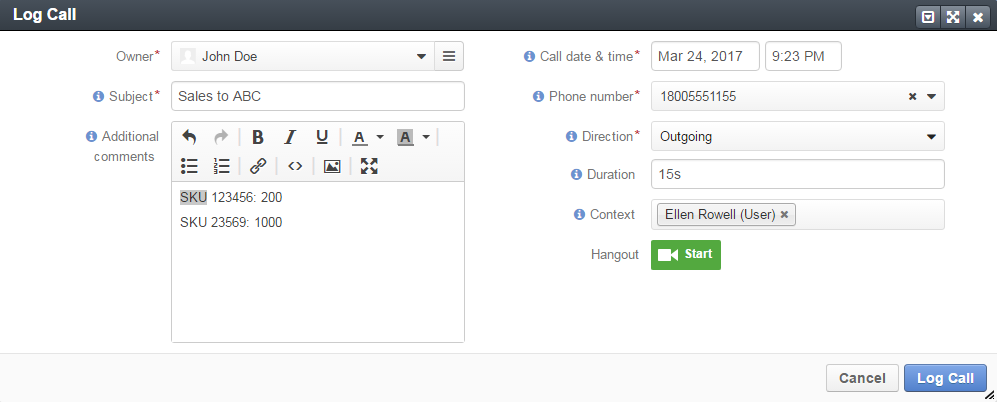 Log Call
Owner* John Doe
Subject* Sales to ABC
Additional comments
B I U A A
SKU 123456: 200
SKU 23569: 1000
Call date & time* Mar 24, 2017 9:23 PM
Phone number* 18005551155
Direction* Outgoing
Duration 15s
Context Ellen Rowell (User)
Hangout Start
Cancel Log Call